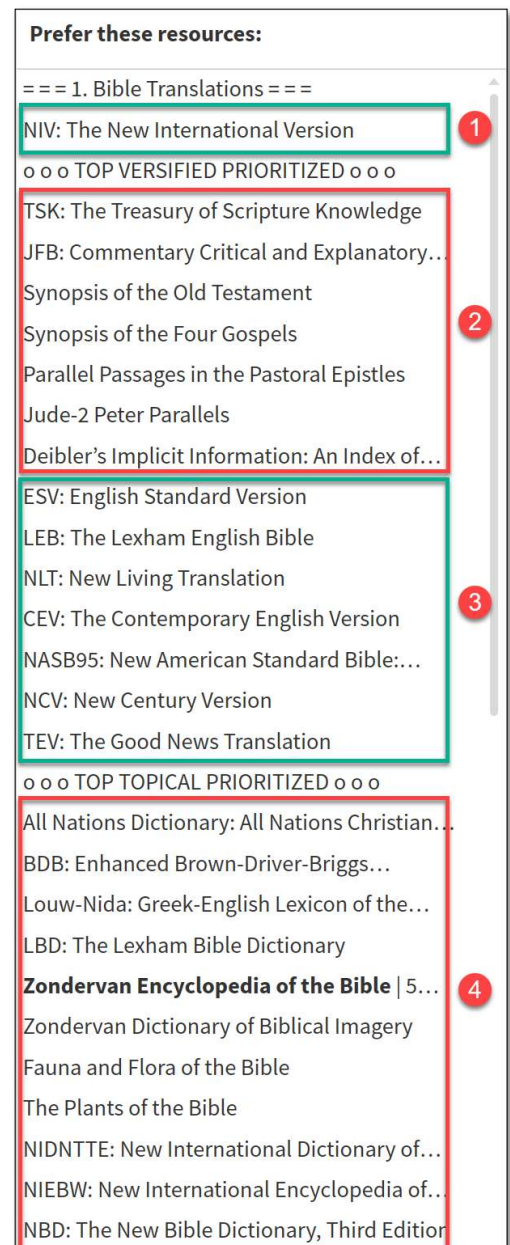 Prefer these resources:
= = = 1. Bible Translations = = =
NIV: The New International Version
1
o o o TOP VERSIFIED PRIORITIZED o o o
TSK: The Treasury of Scripture Knowledge
JFB: Commentary Critical and Explanatory…
Synopsis of the Old Testament
Synopsis of the Four Gospels
2
Parallel Passages in the Pastoral Epistles
Jude-2 Peter Parallels
Deibler’s Implicit Information: An Index of…
ESV: English Standard Version
LEB: The Lexham English Bible
NLT: New Living Translation
3
CEV: The Contemporary English Version
NASB95: New American Standard Bible:…
NCV: New Century Version
TEV: The Good News Translation
o o o TOP TOPICAL PRIORITIZED o o o
All Nations Dictionary: All Nations Christian…
BDB: Enhanced Brown-Driver-Briggs…
Louw-Nida: Greek-English Lexicon of the…
LBD: The Lexham Bible Dictionary
Zondervan Encyclopedia of the Bible | 5…
4
Zondervan Dictionary of Biblical Imagery
Fauna and Flora of the Bible
The Plants of the Bible
NIDNTTE: New International Dictionary of…
NIEBW: New International Encyclopedia of…
NBD: The New Bible Dictionary, Third Edition